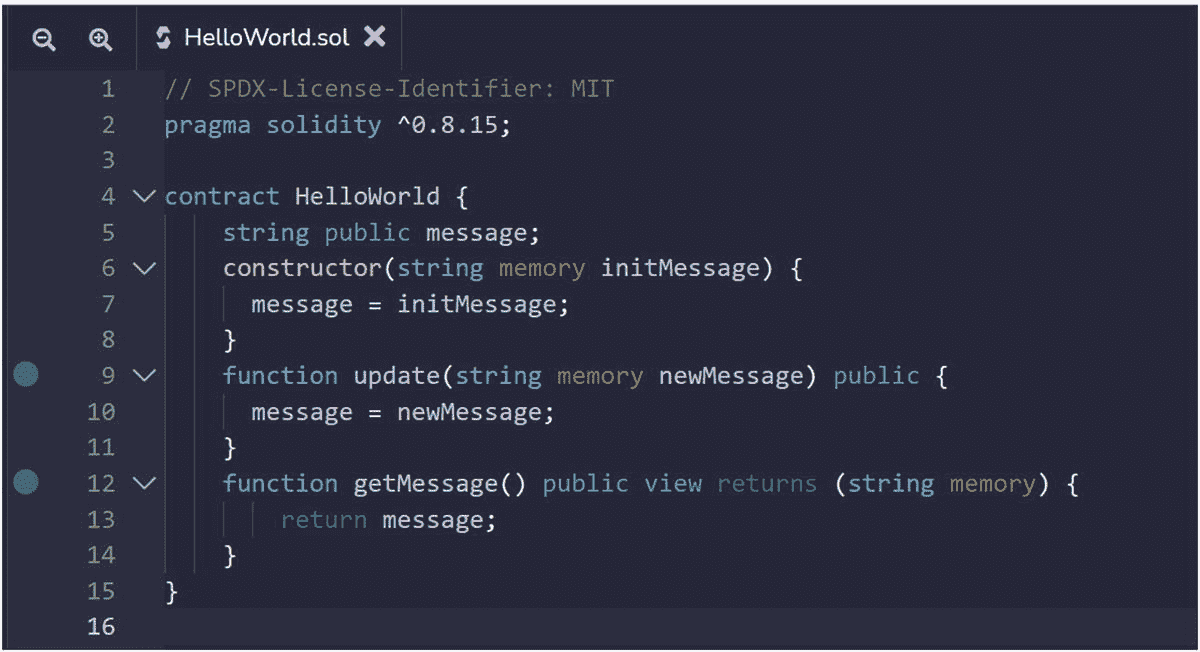 HelloWorld.sol
1 // SPDX-License-Identifier: MIT
2 pragma solidity ^0.8.15;
3
4 contract HelloWorld {
5     string public message;
6     constructor(string memory initMessage) {
7       message = initMessage;
8     }
9     function update(string memory newMessage) public {
10       message = newMessage;
11     }
12     function getMessage() public view returns (string memory) {
13         return message;
14     }
15 }
16